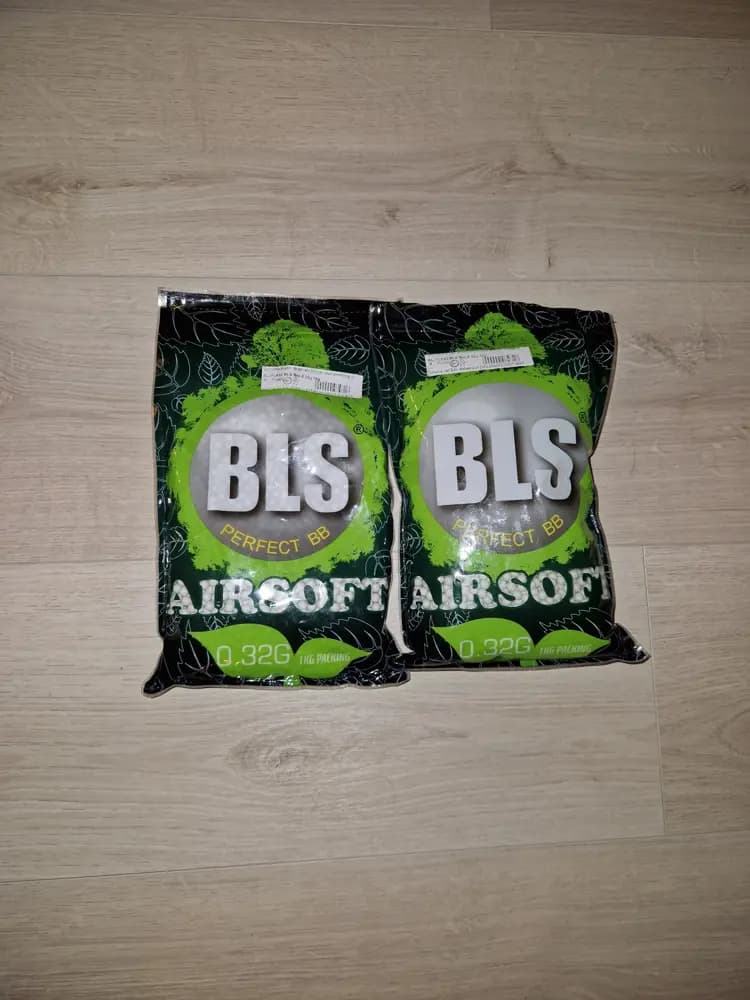 BLS
®
PERFECT BB
AIRSOFT
0.32G
1KG PACKING
BLS
®
PERFECT BB
AIRSOFT
0.32G
1KG PACKING